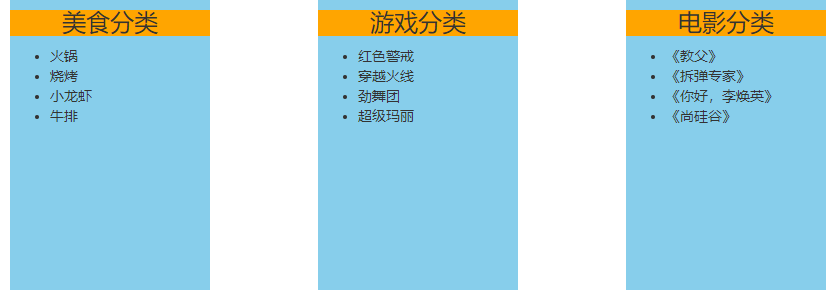 美食分类
火锅
烧烤
小龙虾
牛排
游戏分类
红色警戒
穿越火线
劲舞团
超级玛丽
电影分类
《教父》
《拆弹专家》
《你好，李焕英》
《尚硅谷》